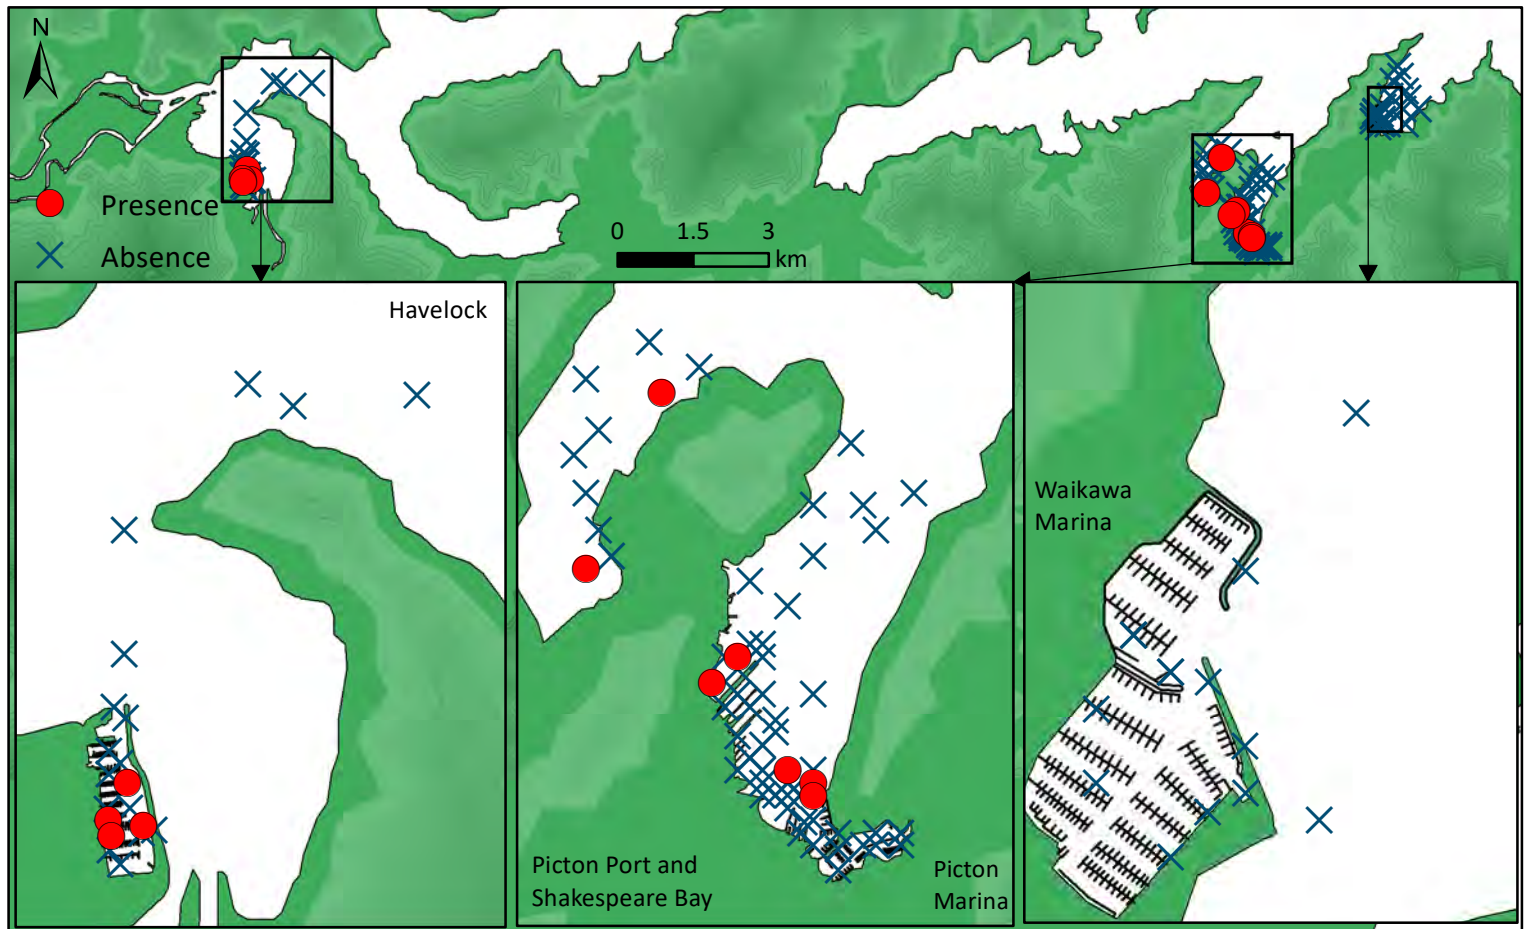 N
Presence
Absence
0 1.5 3
km
Havelock
Picton Port and
Shakespeare Bay
Picton
Marina
Waikawa
Marina